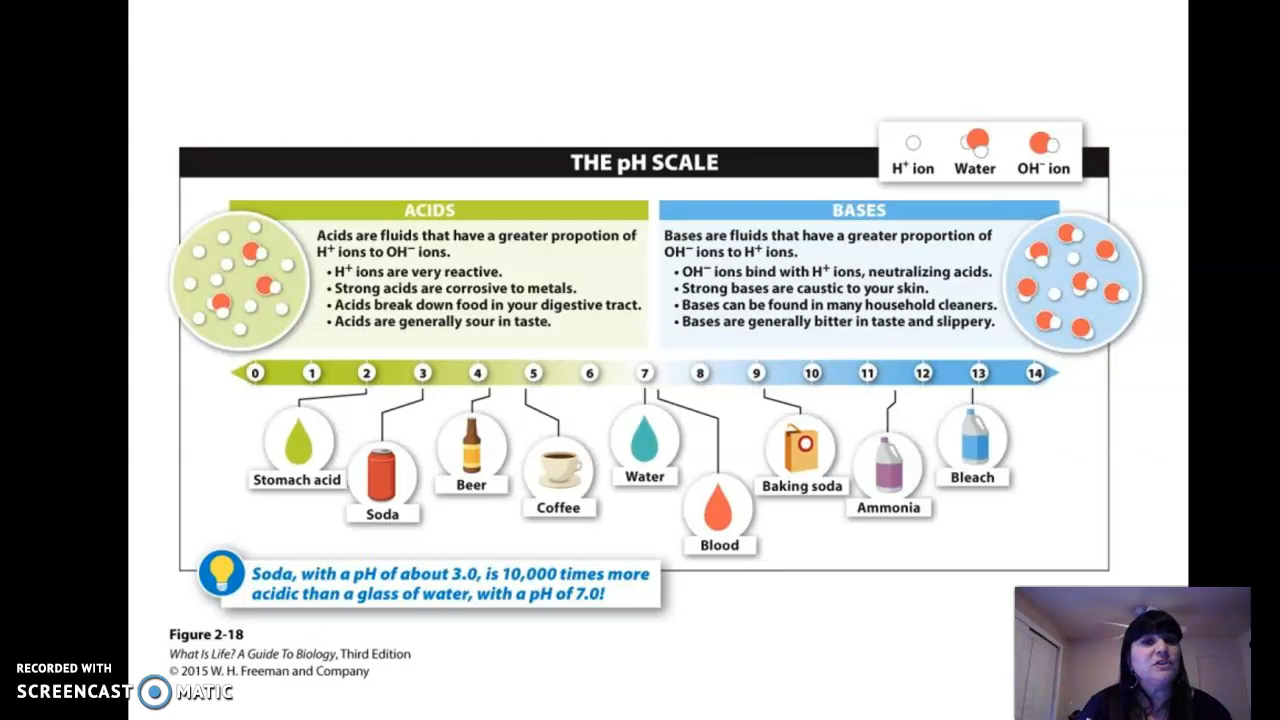 THE pH SCALE
H⁺ ion Water OH⁻ ion
ACIDS
Acids are fluids that have a greater propotion of
H⁺ ions to OH⁻ ions.
• H⁺ ions are very reactive.
• Strong acids are corrosive to metals.
• Acids break down food in your digestive tract.
• Acids are generally sour in taste.
BASES
Bases are fluids that have a greater proportion of
OH⁻ ions to H⁺ ions.
• OH⁻ ions bind with H⁺ ions, neutralizing acids.
• Strong bases are caustic to your skin.
• Bases can be found in many household cleaners.
• Bases are generally bitter in taste and slippery.
0 1 2 3 4 5 6 7 8 9 10 11 12 13 14
Stomach acid
Soda
Beer
Coffee
Water
Blood
Baking soda
Ammonia
Bleach
Soda, with a pH of about 3.0, is 10,000 times more
acidic than a glass of water, with a pH of 7.0!
Figure 2-18
What Is Life? A Guide To Biology, Third Edition
© 2015 W. H. Freeman and Company
RECORDED WITH
SCREENCAST MATIC